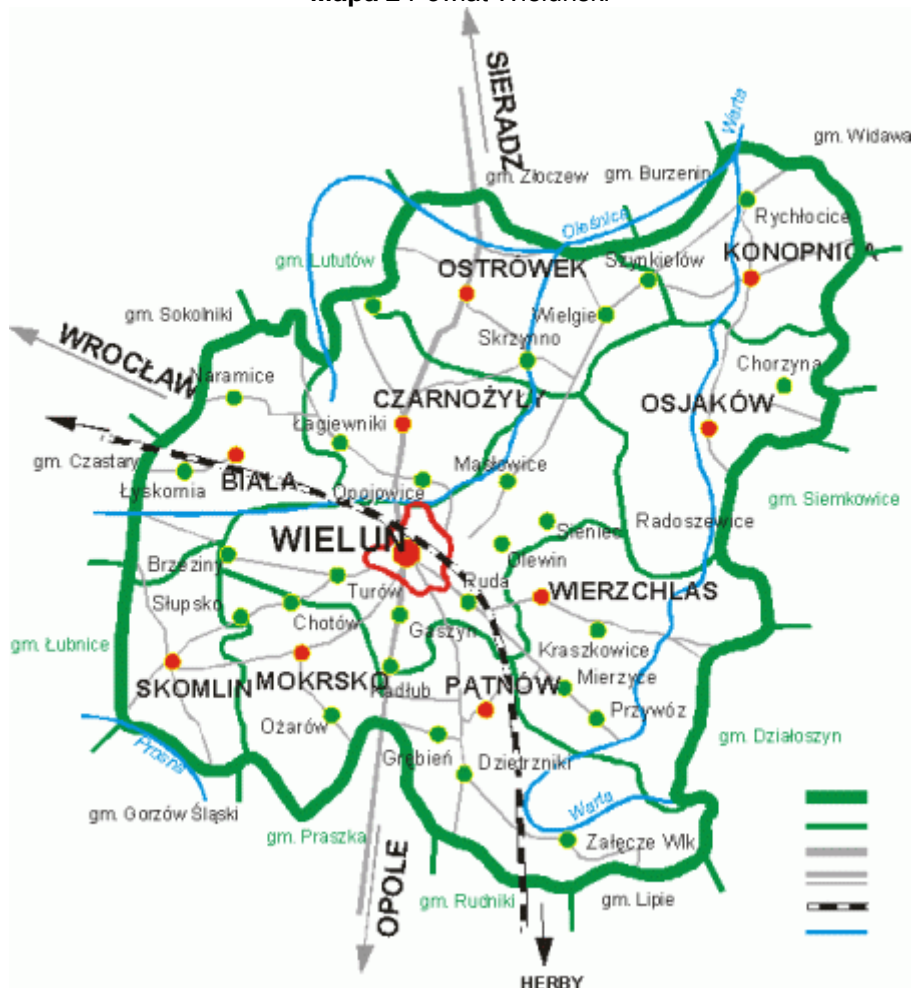 Mapa 2 Powiat Wieluński
SIERADZ
Warta
gm. Widawa
gm. Burzenin
gm. Złoczew
Oleśnica
Rychłocice
gm. Lututów
OSTRÓWEK
Szynkielów
KONOPNICA
gm. Sokolniki
Wielgie
WROCŁAW
Skrzynno
Naramice
Chorzyna
CZARNOŻYŁY
OSJAKÓW
Łagiewniki
gm. Czastary
Masłowice
BIAŁA
Łyskornia
Opojowice
gm. Siemkowice
Radoszewice
Sieniec
WIELUŃ
Olewin
Brzeziny
Ruda
WIERZCHLAS
Turów
Słupsko
Chotów
Gaszyn
gm. Łubnice
Kraszkowice
SKOMLIN
MOKRSKO
Kadłub
PĄTNÓW
Mierzyce
Ożarów
Przywóz
Prosna
gm. Działoszyn
Grębień
Dzietrzniki
gm. Gorzów Śląski
Warta
gm. Praszka
Załęcze Wlk.
OPOLE
gm. Rudniki
gm. Lipie
HERBY